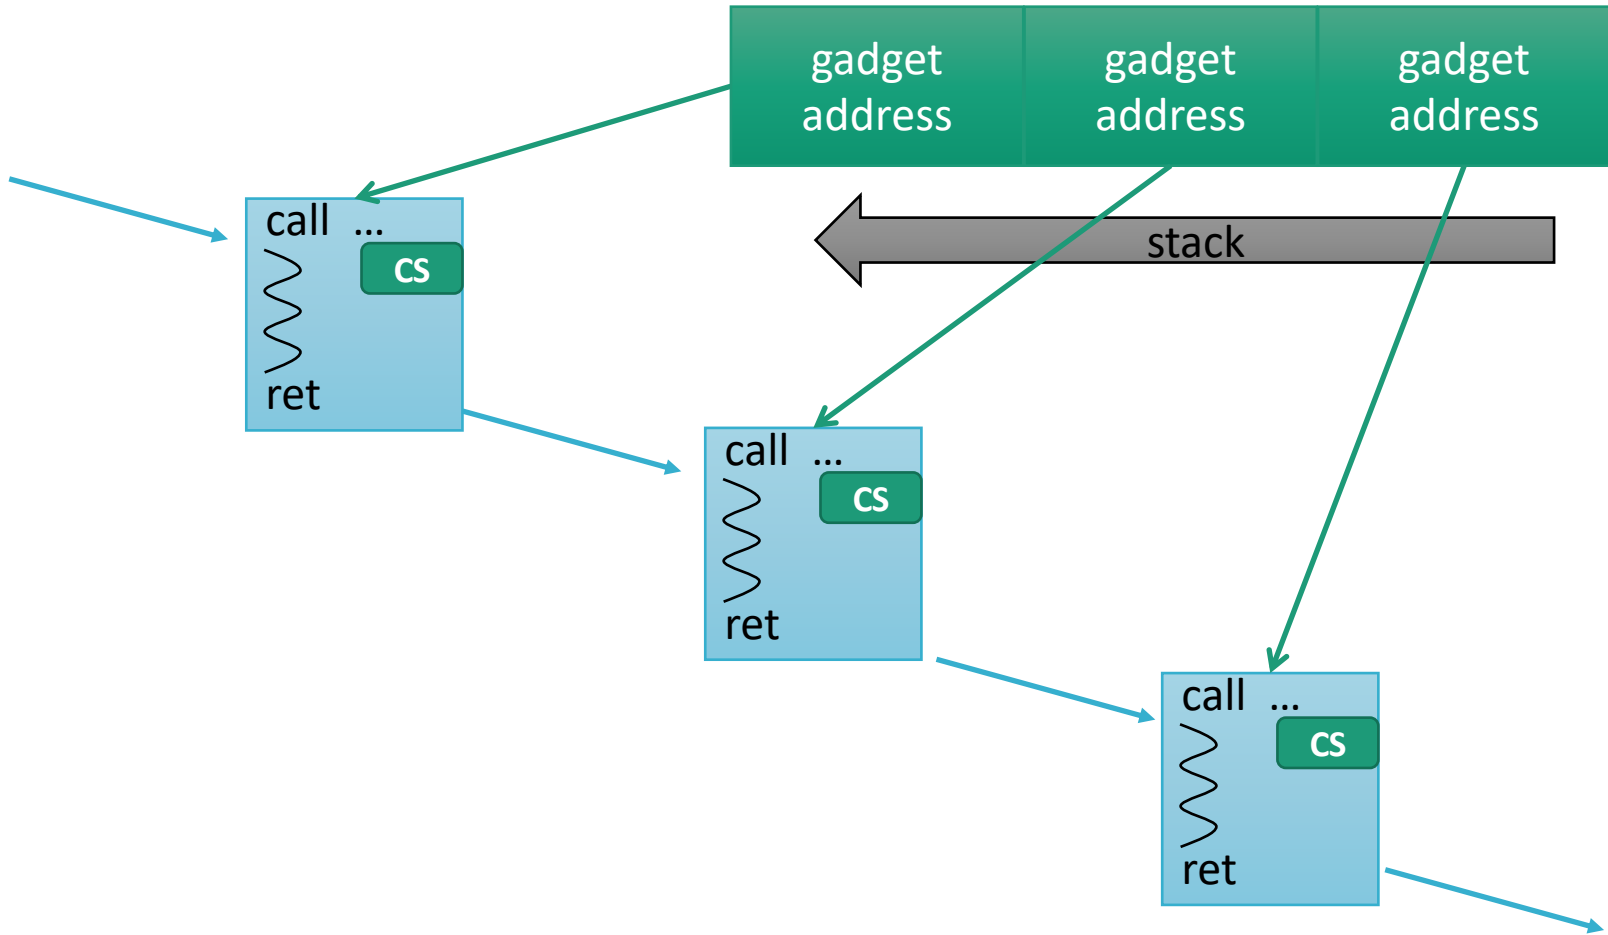 gadget
address
gadget
address
gadget
address
stack
call ...
CS
ret
call ...
CS
ret
call ...
CS
ret